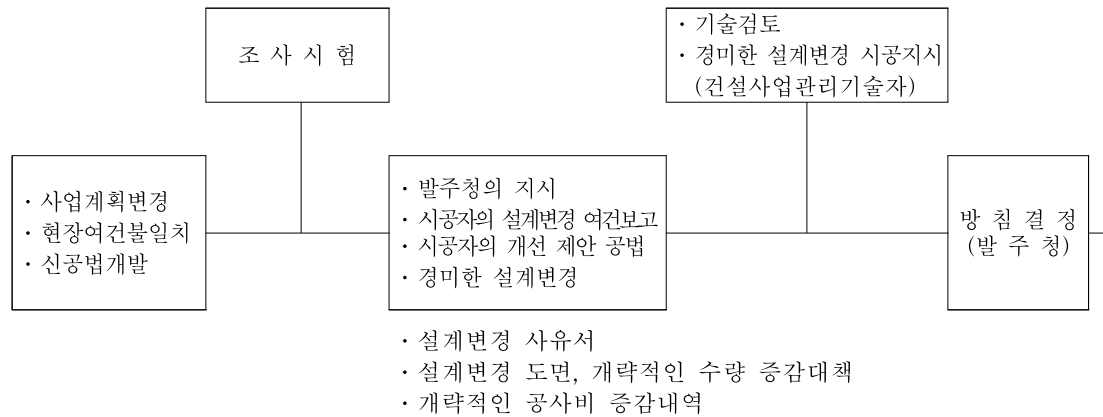 조 사 시 험
· 기술검토
· 경미한 설계변경 시공지시
(건설사업관리기술자)
· 사업계획변경
· 현장여건불일치
· 신공법개발
· 발주청의 지시
· 시공자의 설계변경 여건보고
· 시공자의 개선 제안 공법
· 경미한 설계변경
방 침 결 정
(발 주 청)
· 설계변경 사유서
· 설계변경 도면, 개략적인 수량 증감대책
· 개략적인 공사비 증감내역